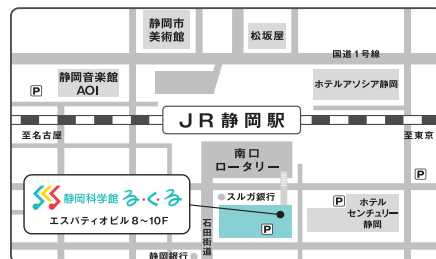 静岡市
美術館
松坂屋
国道1号線
静岡音楽館
AOI
P
ホテルアソシア静岡
JR静岡駅
至名古屋
至東京
南口
ロータリー
P
静岡科学館 る・く・る
エスパティオビル8〜10F
スルガ銀行
P
ホテル
センチュリー
静岡
P
石田街道
静岡銀行